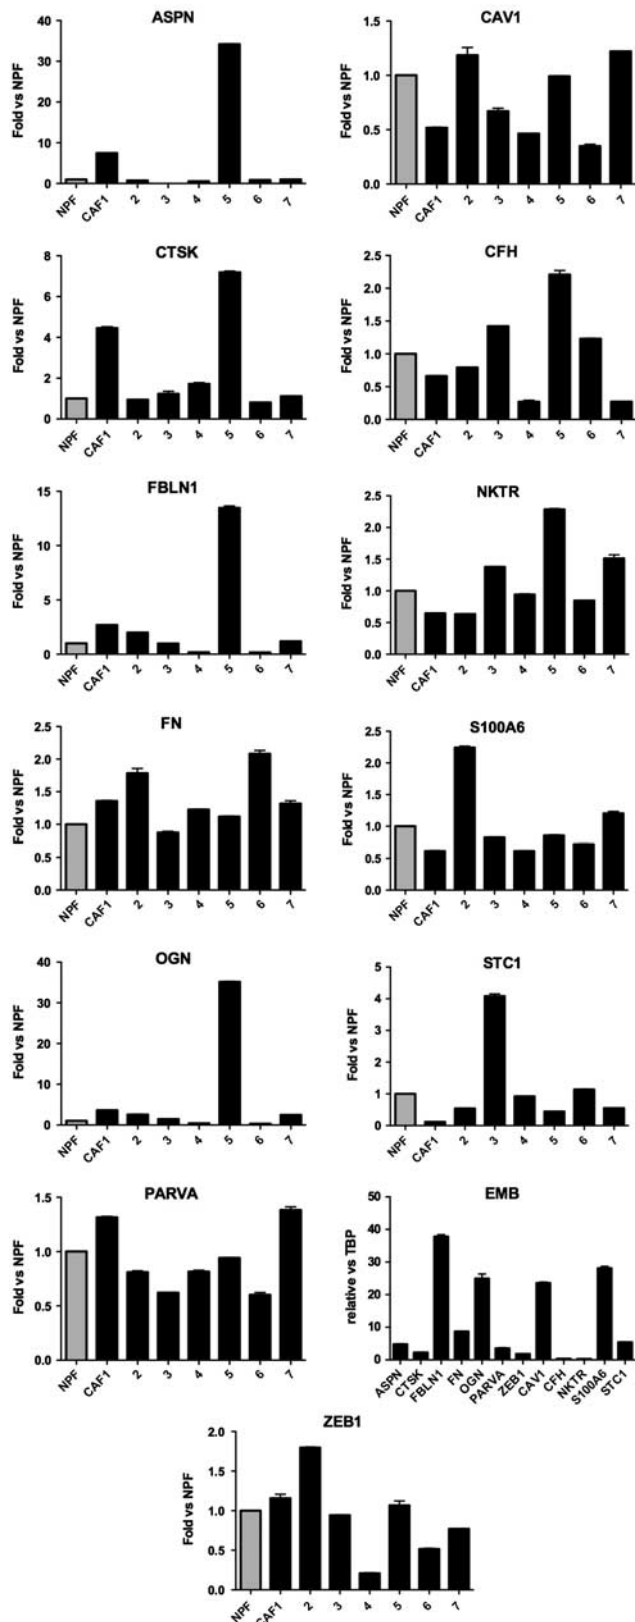 ASPN
Fold vs NPF
40
30
20
10
0
NPF CAF1 2 3 4 5 6 7
CAV1
Fold vs NPF
1.5
1.0
0.5
0.0
NPF CAF1 2 3 4 5 6 7
CTSK
Fold vs NPF
8
6
4
2
0
NPF CAF1 2 3 4 5 6 7
CFH
Fold vs NPF
2.5
2.0
1.5
1.0
0.5
0.0
NPF CAF1 2 3 4 5 6 7
FBLN1
Fold vs NPF
15
10
5
0
NPF CAF1 2 3 4 5 6 7
NKTR
Fold vs NPF
2.5
2.0
1.5
1.0
0.5
0.0
NPF CAF1 2 3 4 5 6 7
FN
Fold vs NPF
2.5
2.0
1.5
1.0
0.5
0.0
NPF CAF1 2 3 4 5 6 7
S100A6
Fold vs NPF
2.5
2.0
1.5
1.0
0.5
0.0
NPF CAF1 2 3 4 5 6 7
OGN
Fold vs NPF
40
30
20
10
0
NPF CAF1 2 3 4 5 6 7
STC1
Fold vs NPF
5
4
3
2
1
0
NPF CAF1 2 3 4 5 6 7
PARVA
Fold vs NPF
1.5
1.0
0.5
0.0
NPF CAF1 2 3 4 5 6 7
EMB
relative vs TBP
50
40
30
20
10
0
ASPN CTSK FBLN1 FN OGN PARVA ZEB1 CAV1 CFH NKTR S100A6 STC1
ZEB1
Fold vs NPF
2.0
1.5
1.0
0.5
0.0
NPF CAF1 2 3 4 5 6 7